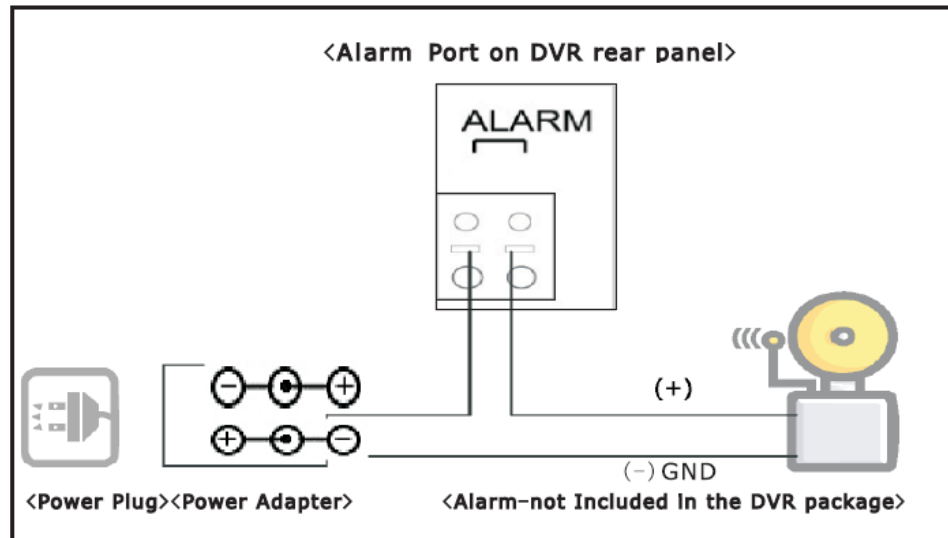 <Alarm Port on DVR rear panel>
ALARM
- +
+ -
(+)
(-) GND
<Power Plug> <Power Adapter> <Alarm-not Included in the DVR package>